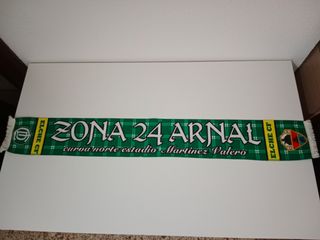 ELCHE CF
ZONA 24 ARNAL
curva norte estadio Martínez Valero
ELCHE CF